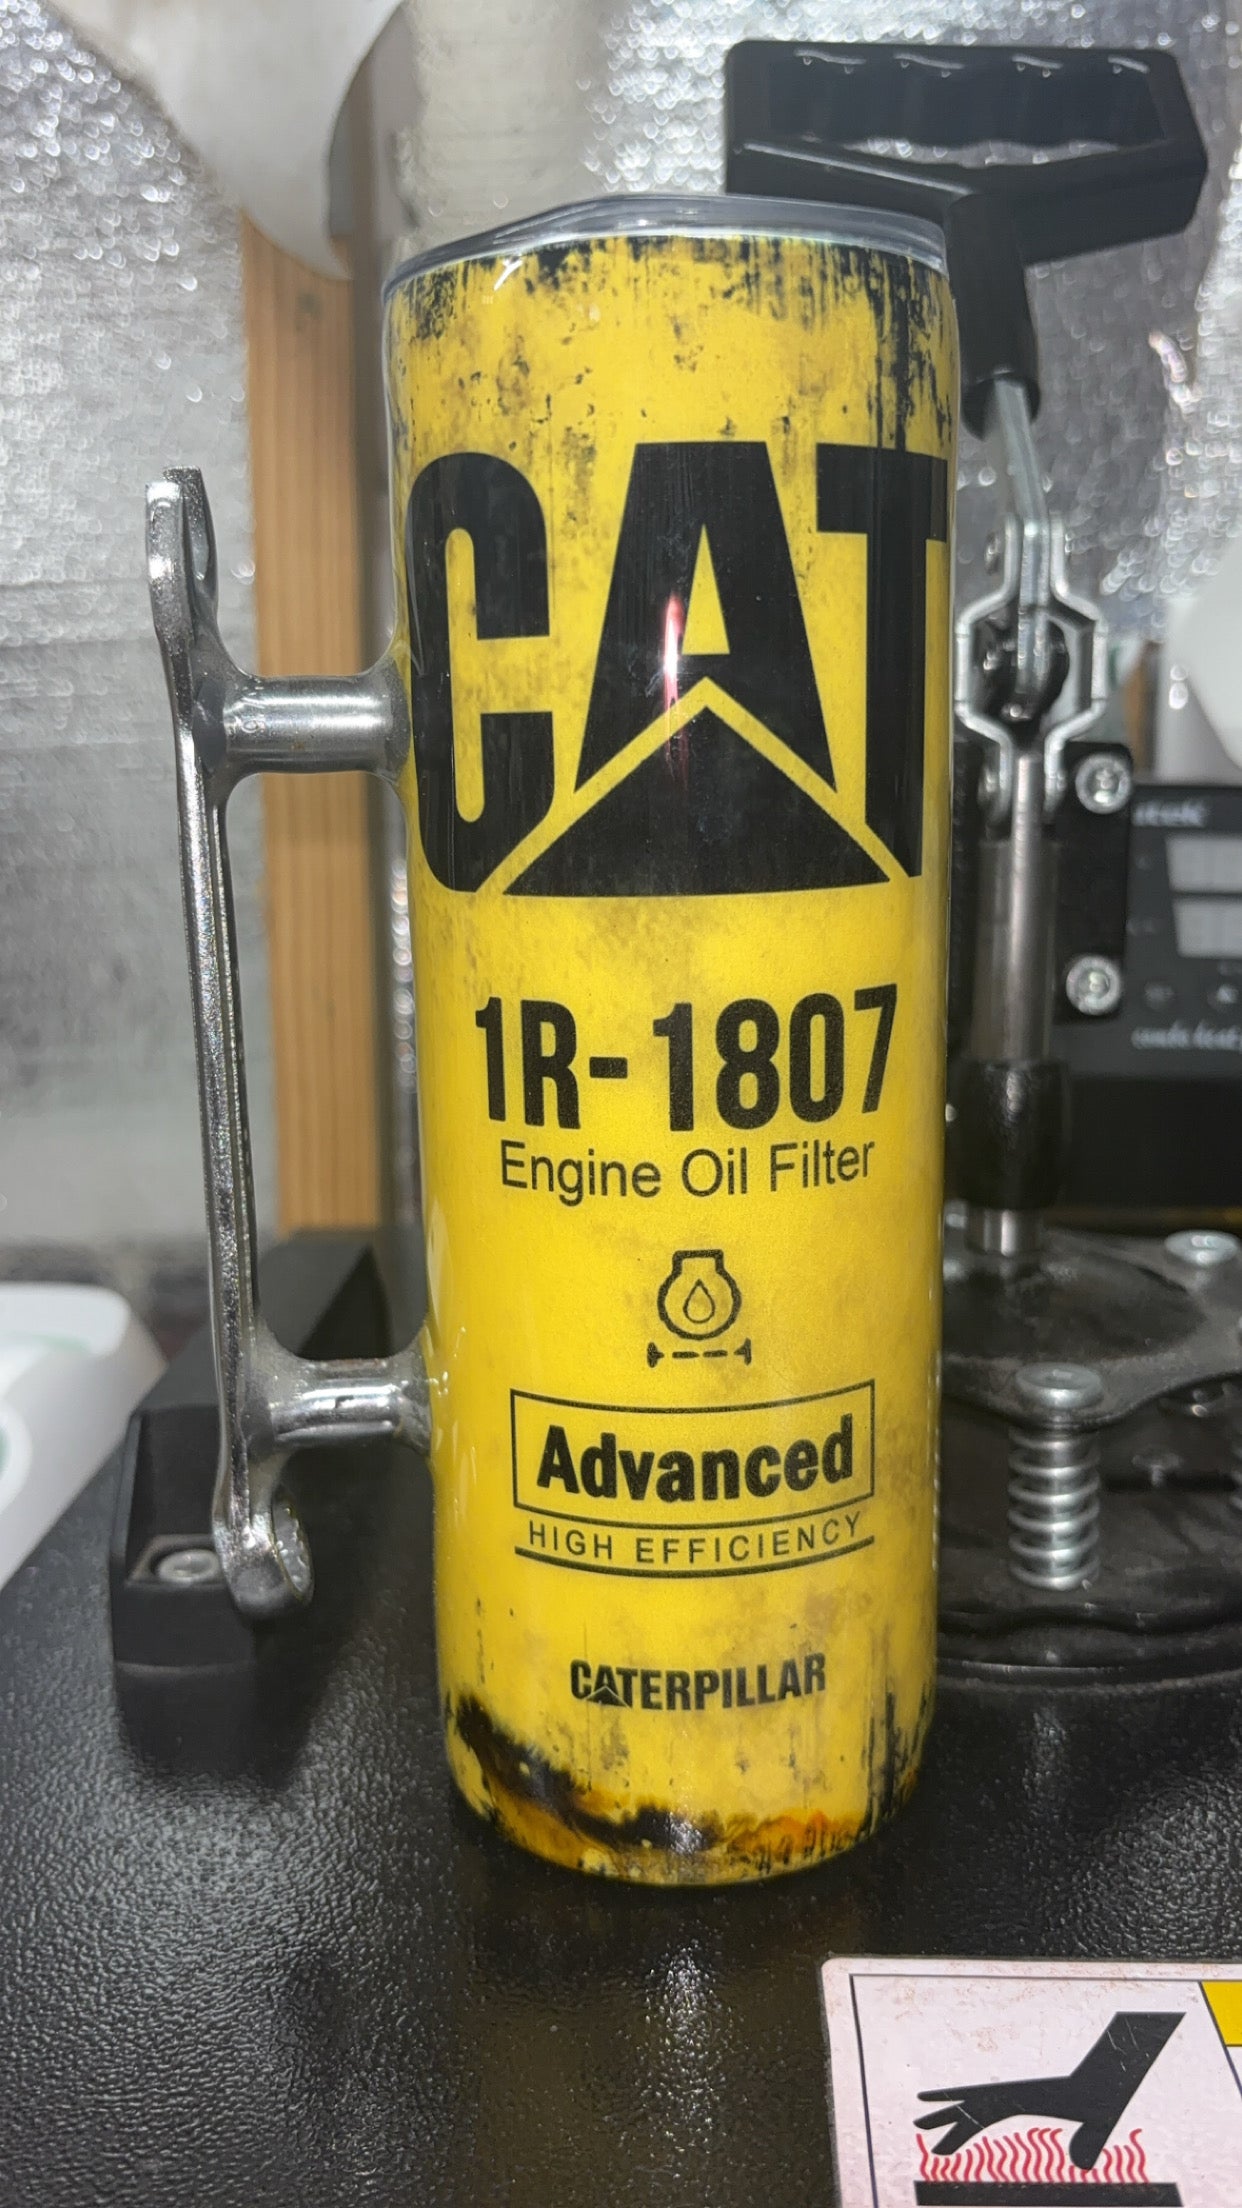 CAT
1R-1807
Engine Oil Filter
Advanced
HIGH EFFICIENCY
CATERPILLAR